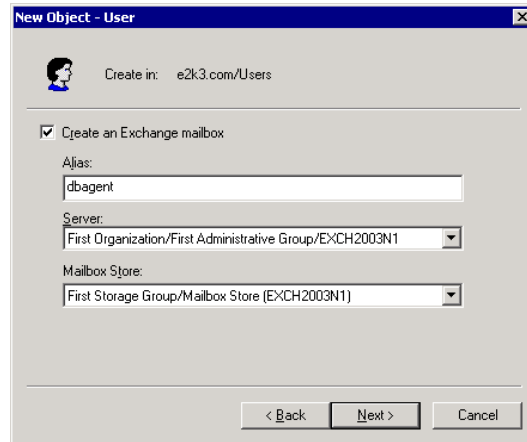 New Object - User
Create in: e2k3.com/Users
Create an Exchange mailbox
Alias:
dbagent
Server:
First Organization/First Administrative Group/EXCH2003N1
Mailbox Store:
First Storage Group/Mailbox Store (EXCH2003N1)
< Back Next > Cancel